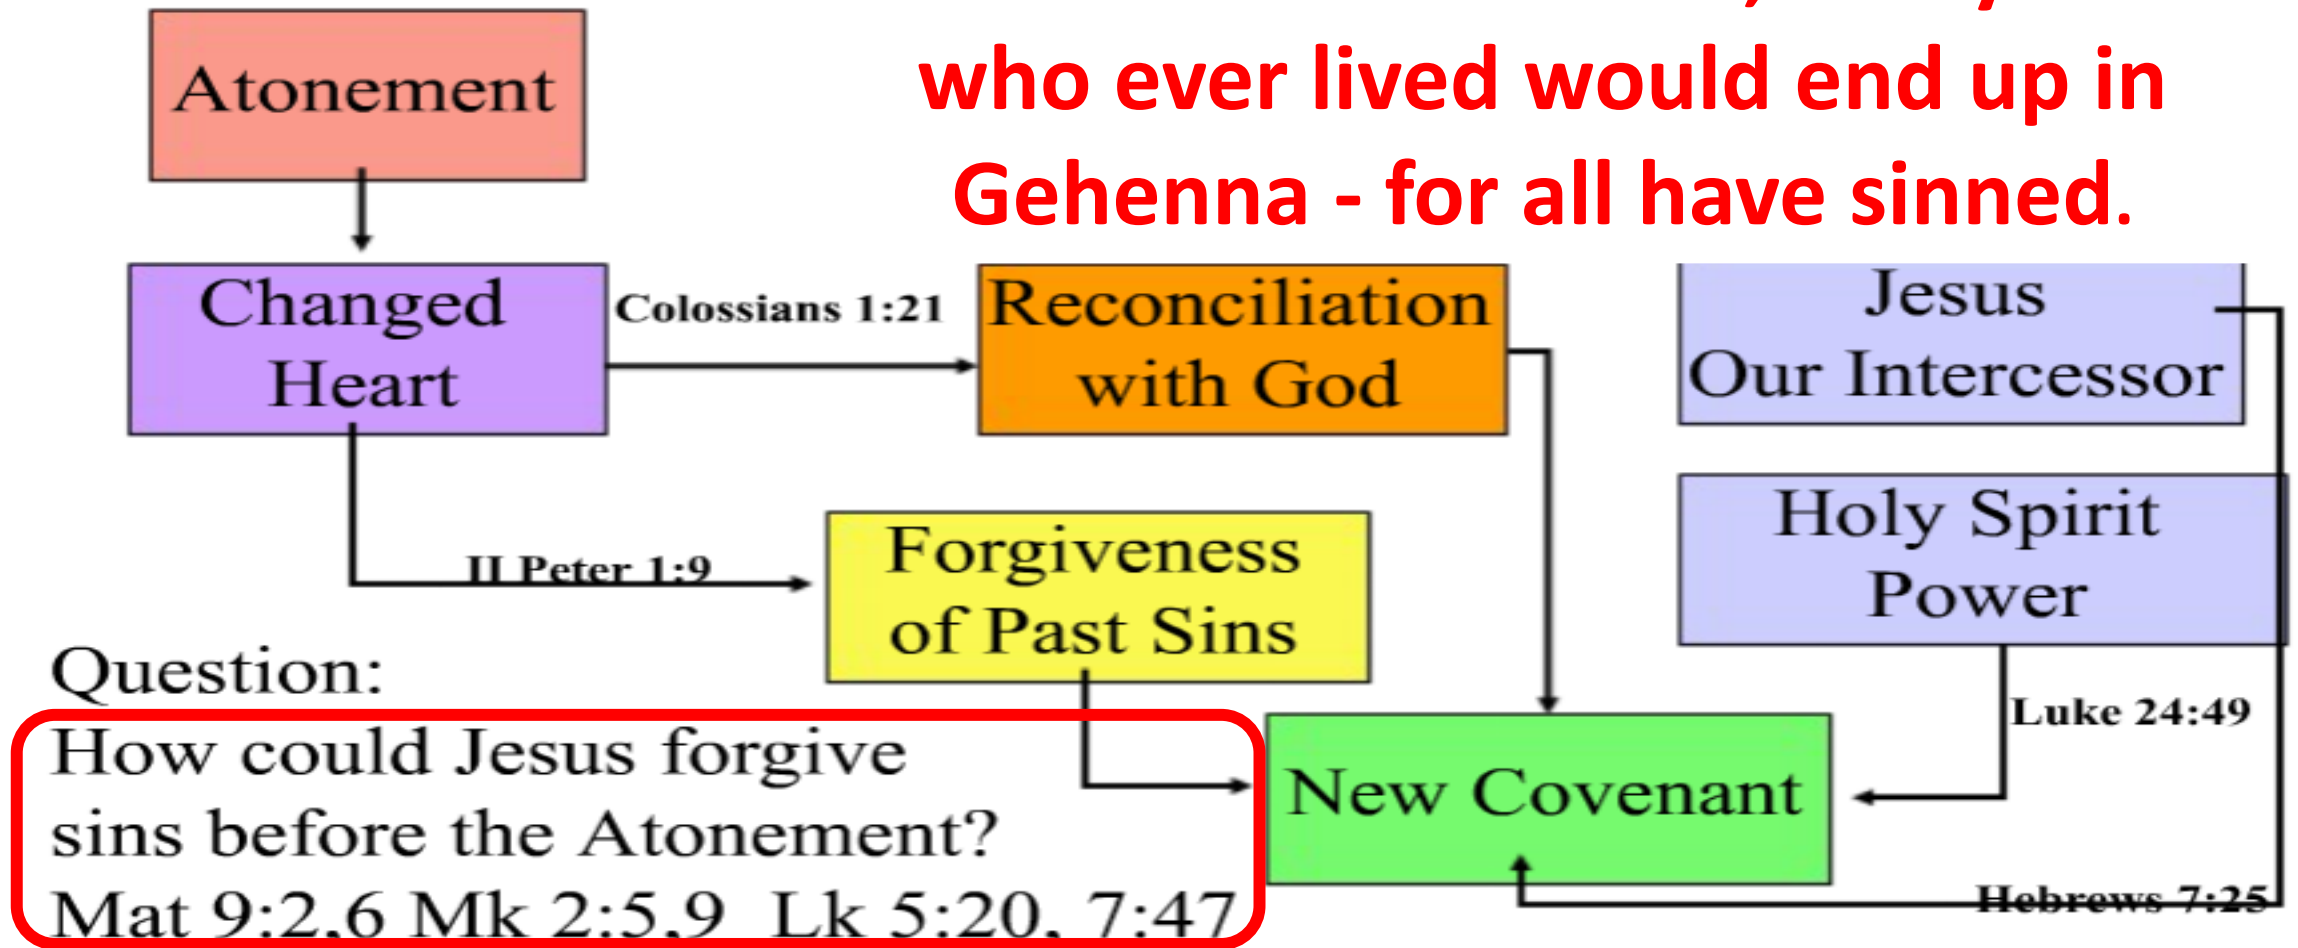 who ever lived would end up in
Gehenna - for all have sinned.
Atonement
Changed
Heart
Colossians 1:21
Reconciliation
with God
Jesus
Our Intercessor
Holy Spirit
Power
II Peter 1:9
Forgiveness
of Past Sins
Luke 24:49
New Covenant
Hebrews 7:25
Question:
How could Jesus forgive
sins before the Atonement?
Mat 9:2,6 Mk 2:5,9 Lk 5:20, 7:47